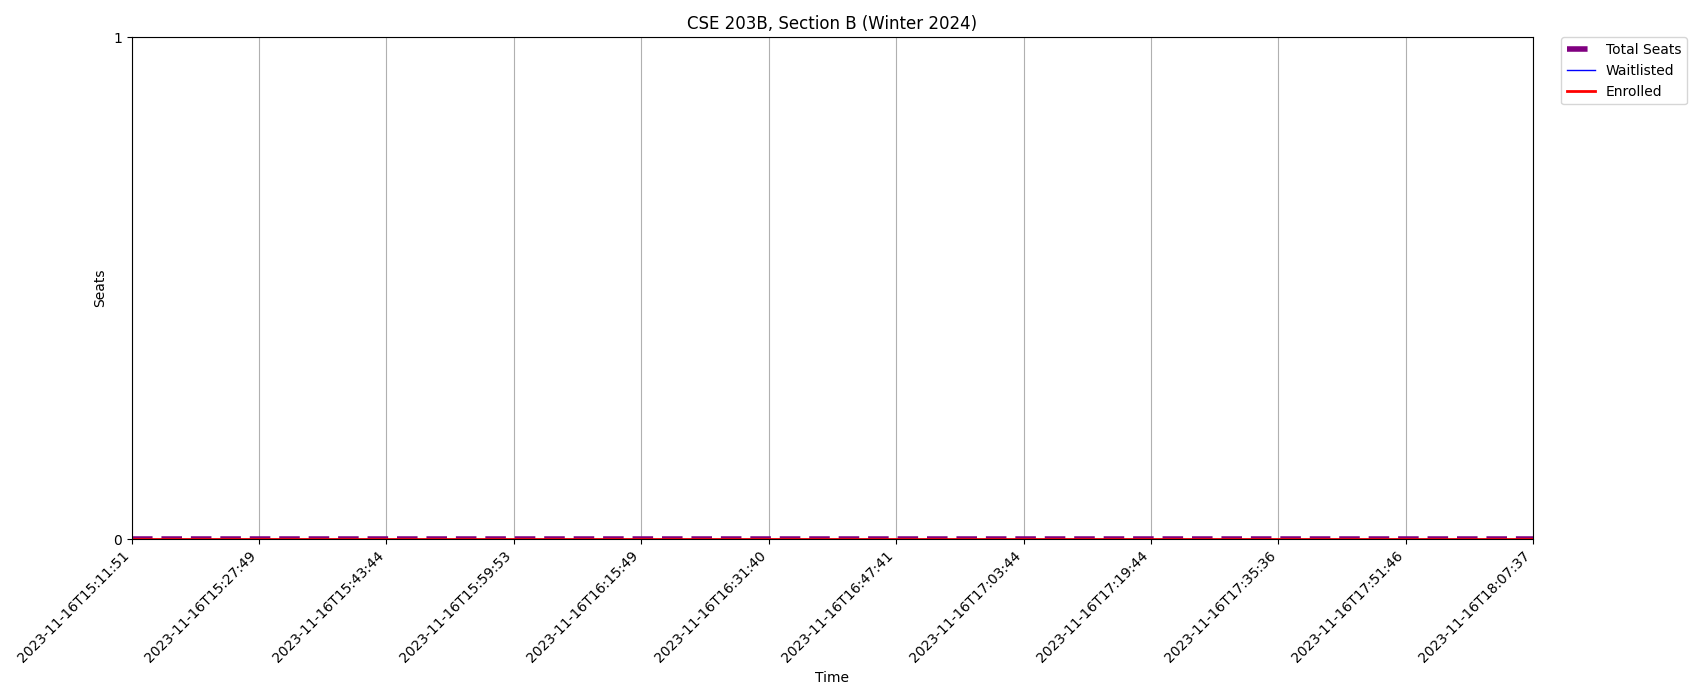 CSE 203B, Section B (Winter 2024)
Total Seats
Waitlisted
Enrolled
Seats
1
0
2023-11-16T15:11:51
2023-11-16T15:27:49
2023-11-16T15:43:44
2023-11-16T15:59:53
2023-11-16T16:15:49
2023-11-16T16:31:40
2023-11-16T16:47:41
2023-11-16T17:03:44
2023-11-16T17:19:44
2023-11-16T17:35:36
2023-11-16T17:51:46
2023-11-16T18:07:37
Time